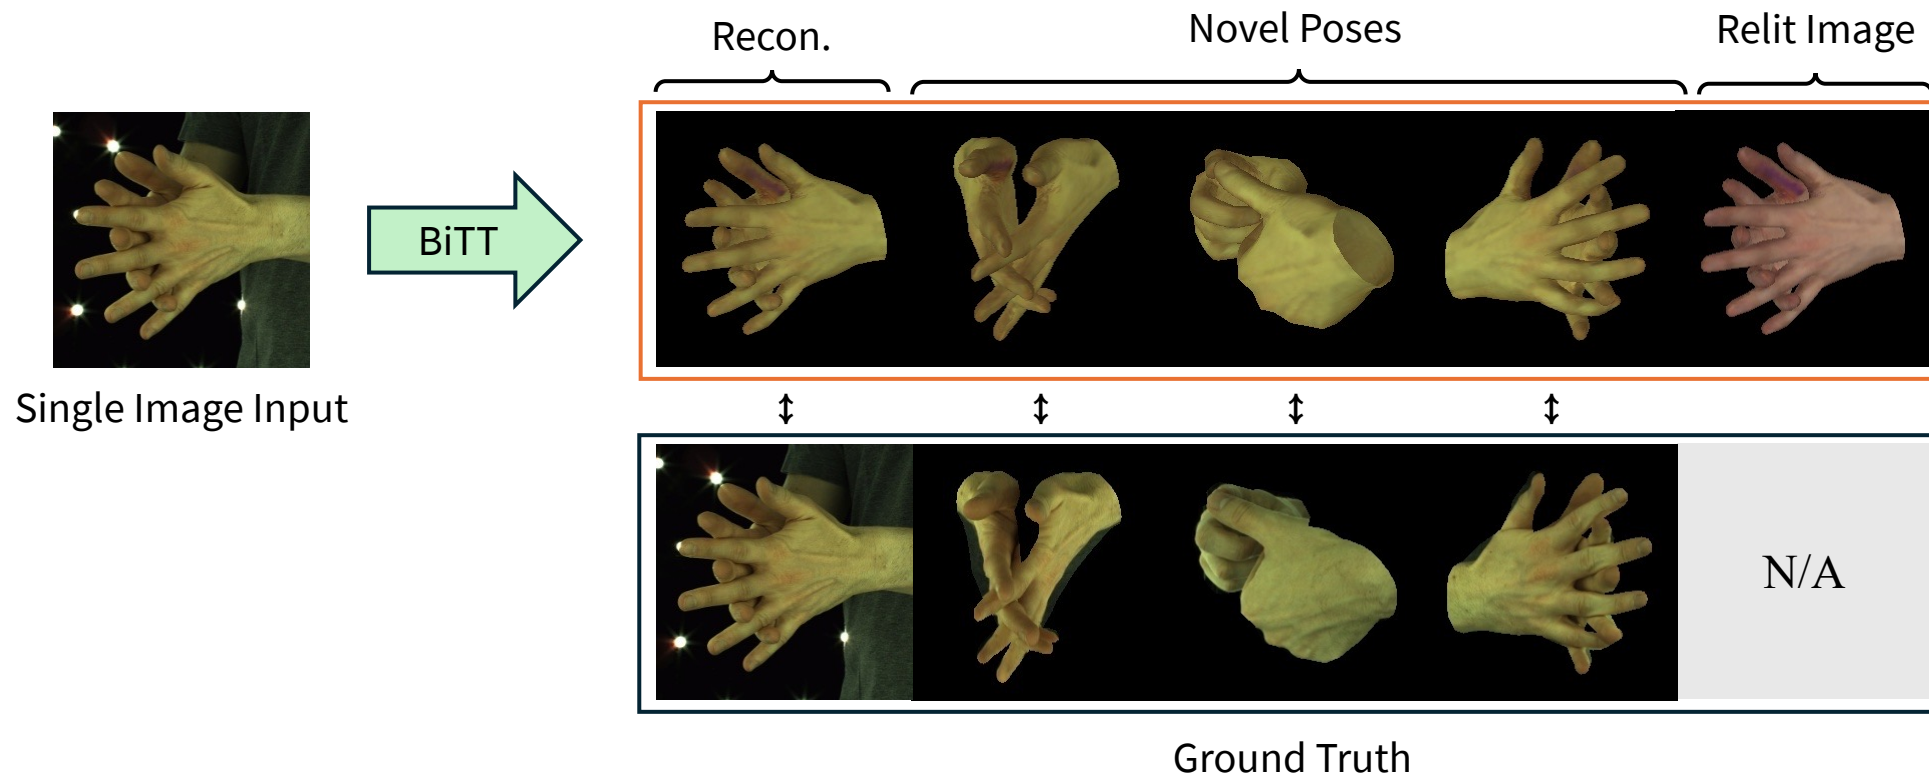 Recon.
Novel Poses
Relit Image
BiTT
Single Image Input
N/A
Ground Truth